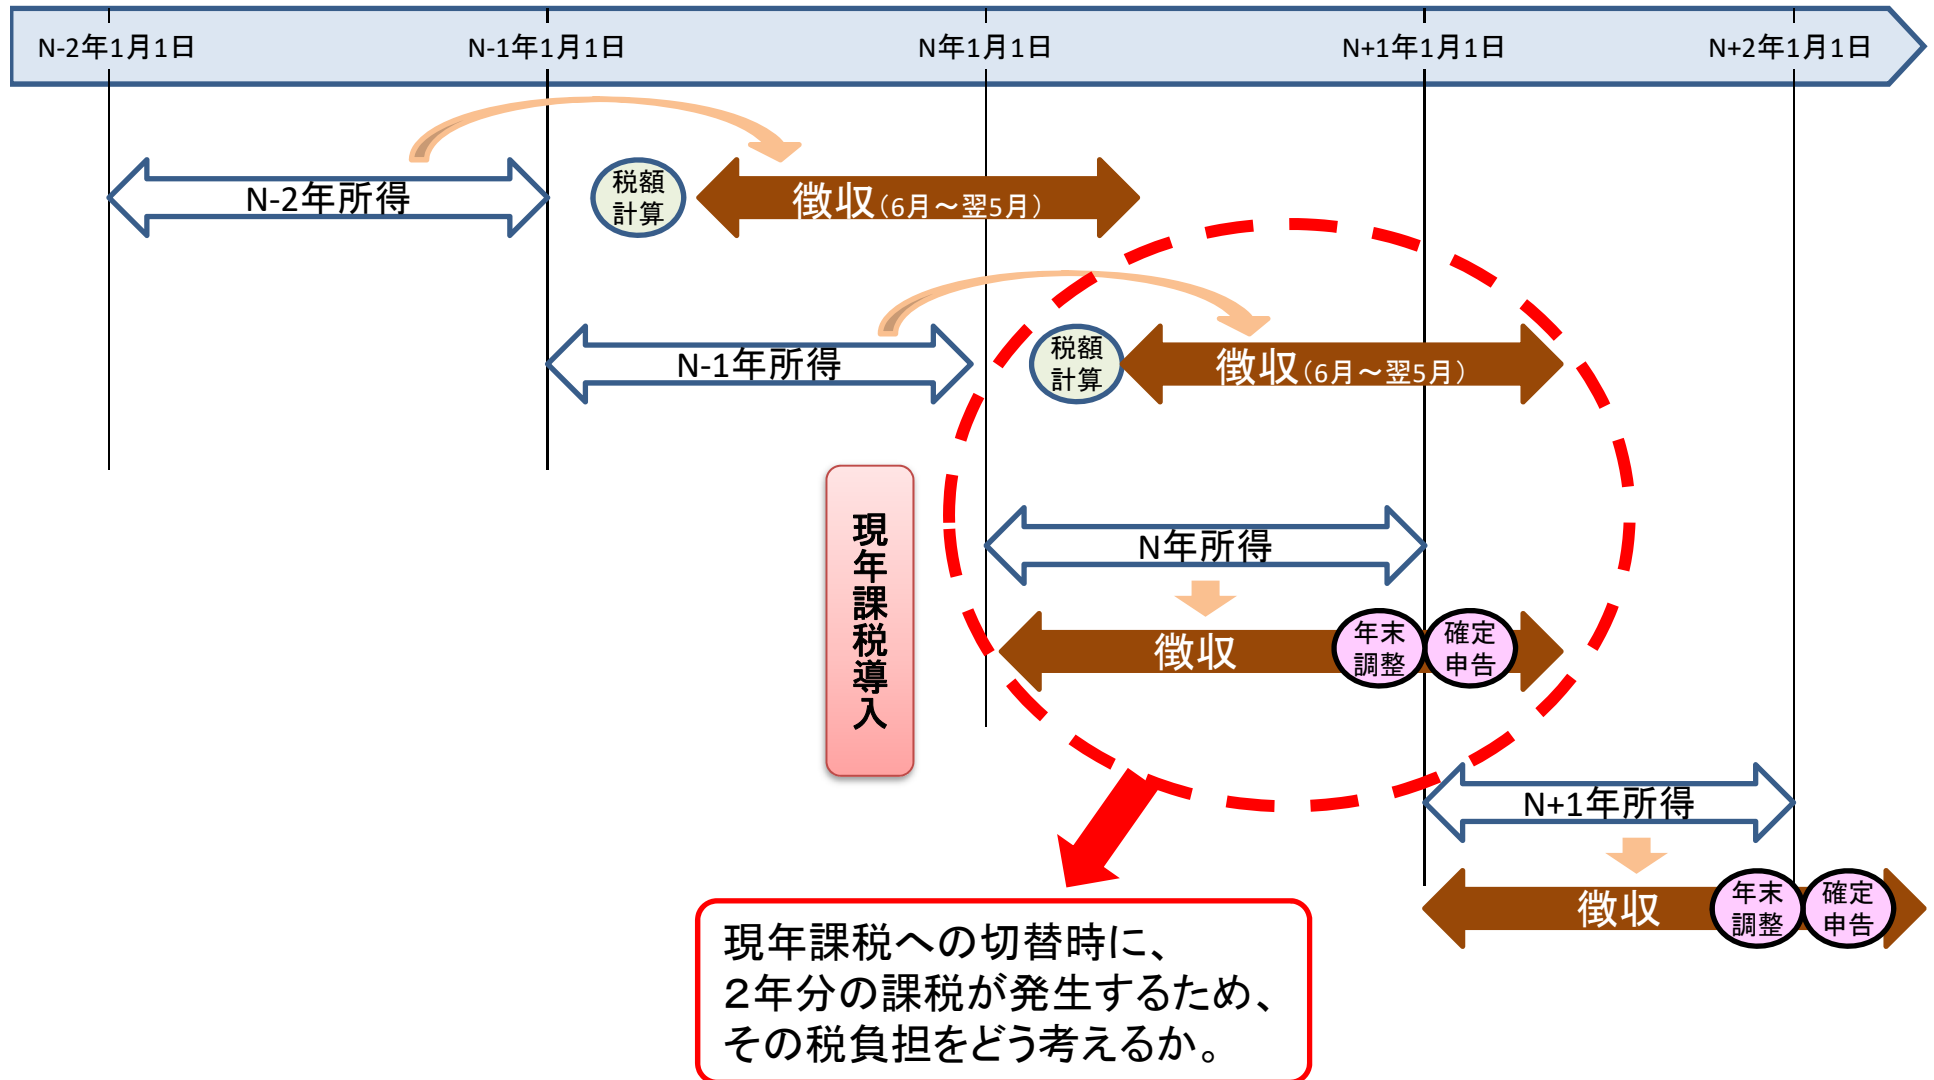 N-2年1月1日
N-1年1月1日
N年1月1日
N+1年1月1日
N+2年1月1日
N-2年所得
税額
計算
徴収（6月～翌5月）
N-1年所得
税額
計算
徴収（6月～翌5月）
現年課税導入
N年所得
徴収
年末
調整
確定
申告
N+1年所得
徴収
年末
調整
確定
申告
現年課税への切替時に、
２年分の課税が発生するため、
その税負担をどう考えるか。